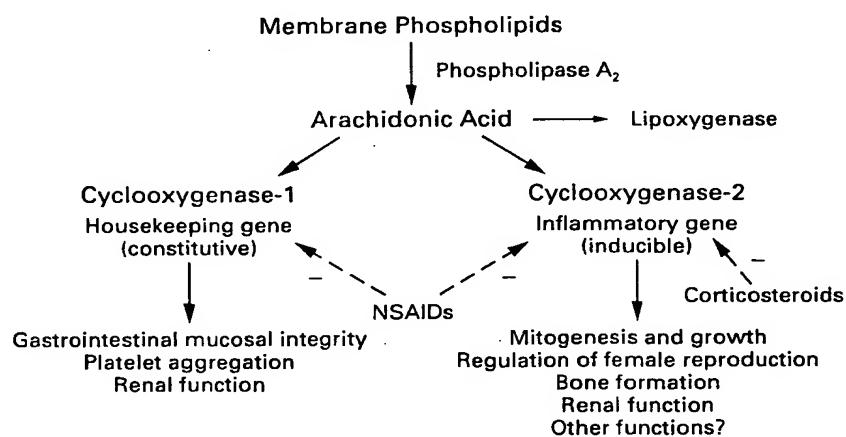 Membrane Phospholipids
Phospholipase A₂
Arachidonic Acid
Lipoxygenase
Cyclooxygenase-1
Housekeeping gene
(constitutive)
Cyclooxygenase-2
Inflammatory gene
(inducible)
–
–
–
NSAIDs
Corticosteroids
Gastrointestinal mucosal integrity
Platelet aggregation
Renal function
Mitogenesis and growth
Regulation of female reproduction
Bone formation
Renal function
Other functions?